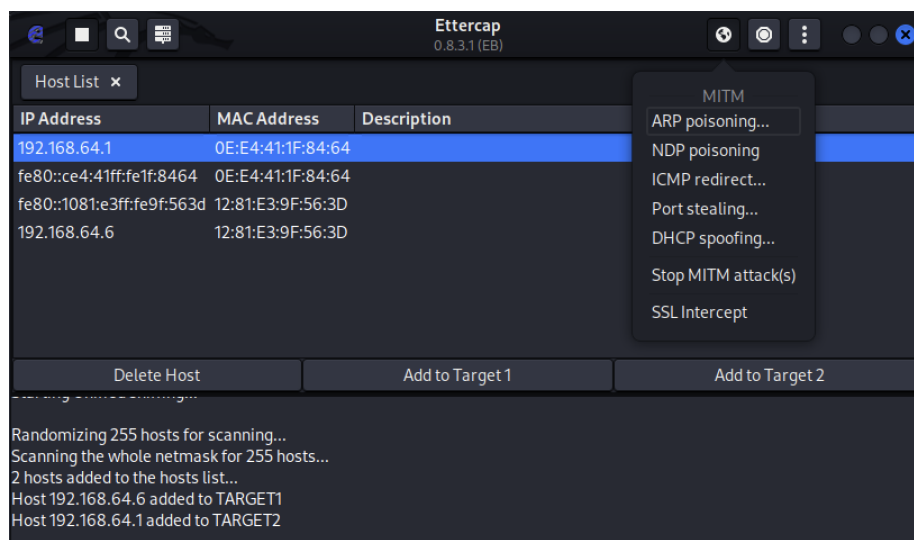 Ettercap
0.8.3.1 (EB)
Host List ×
IP Address MAC Address Description
192.168.64.1 0E:E4:41:1F:84:64
fe80::ce4:41ff:fe1f:8464 0E:E4:41:1F:84:64
fe80::1081:e3ff:fe9f:563d 12:81:E3:9F:56:3D
192.168.64.6 12:81:E3:9F:56:3D
MITM
ARP poisoning...
NDP poisoning
ICMP redirect...
Port stealing...
DHCP spoofing...
Stop MITM attack(s)
SSL Intercept
Delete Host Add to Target 1 Add to Target 2
Randomizing 255 hosts for scanning...
Scanning the whole netmask for 255 hosts...
2 hosts added to the hosts list...
Host 192.168.64.6 added to TARGET1
Host 192.168.64.1 added to TARGET2